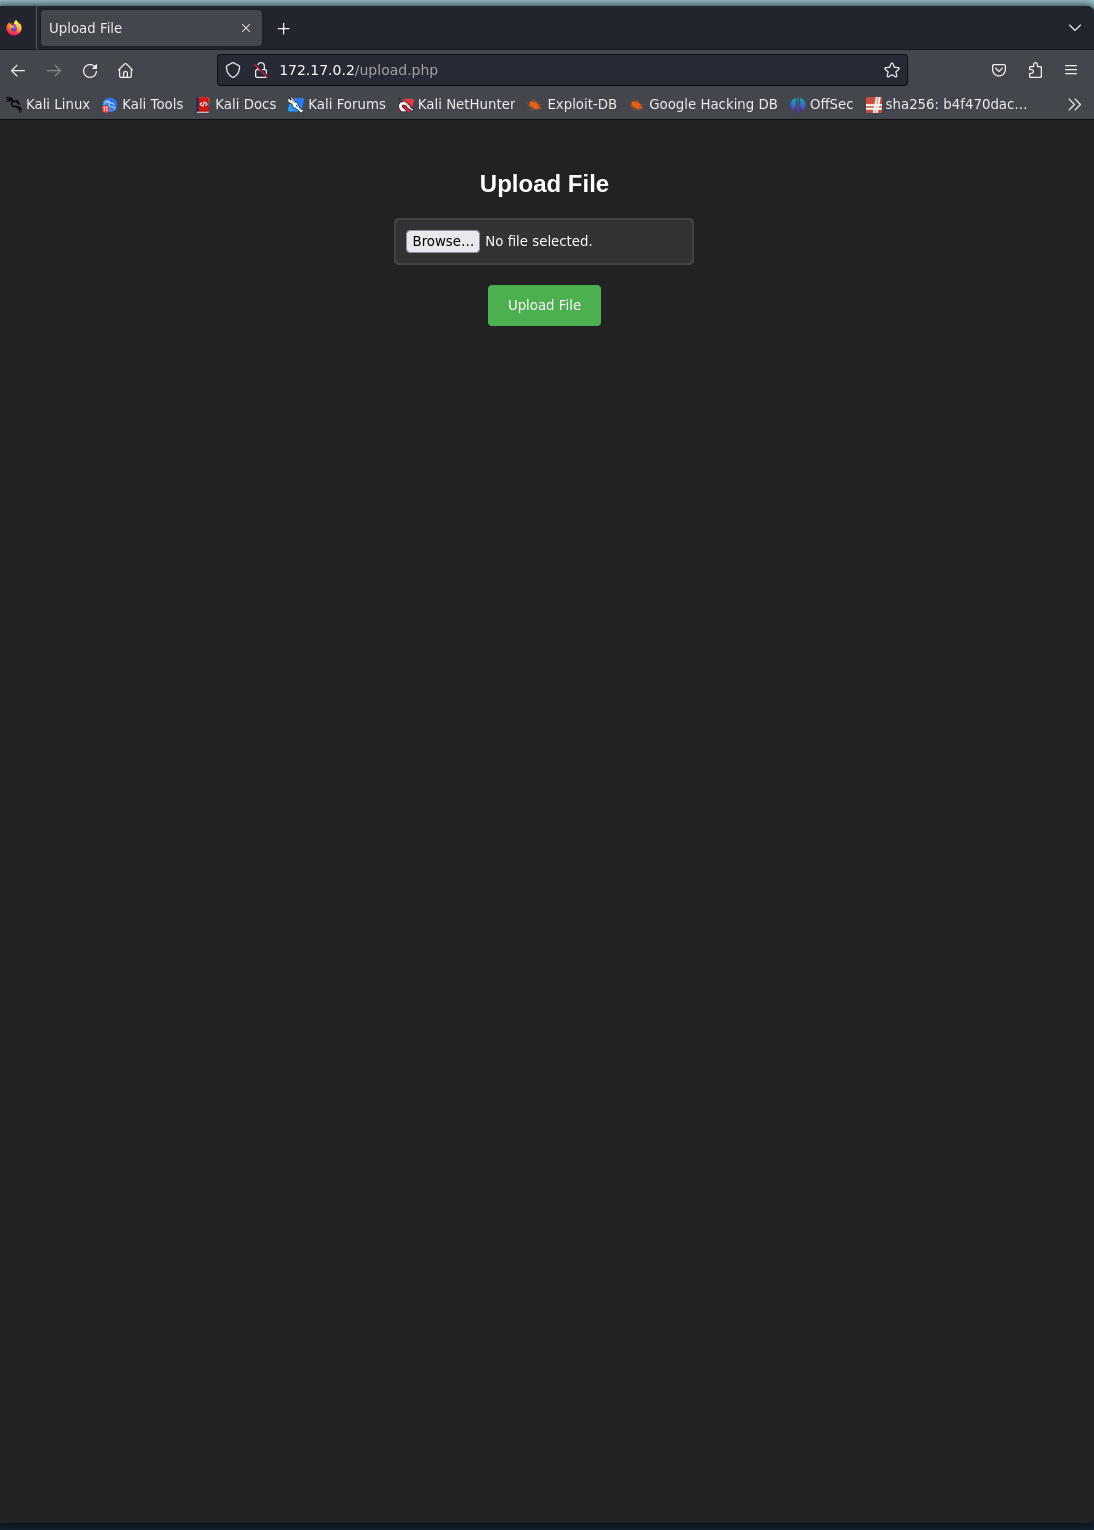 Upload File
172.17.0.2/upload.php
Kali Linux Kali Tools Kali Docs Kali Forums Kali NetHunter Exploit-DB Google Hacking DB OffSec sha256: b4f470dac…
Upload File
Browse… No file selected.
Upload File